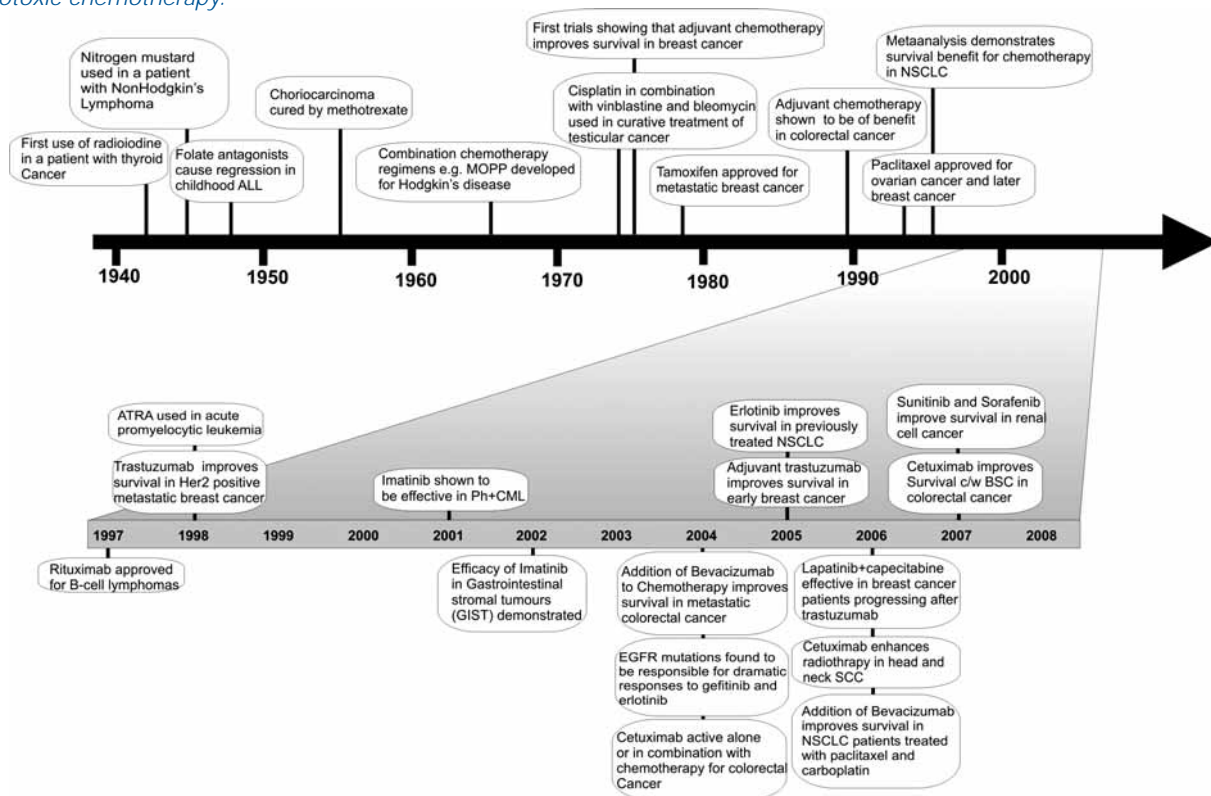 otoxic chemotherapy.
First trials showing that adjuvant chemotherapy
improves survival in breast cancer
Metaanalysis demonstrates
survival benefit for chemotherapy
in NSCLC
Nitrogen mustard
used in a patient
with NonHodgkin's
Lymphoma
Choriocarcinoma
cured by methotrexate
Cisplatin in combination
with vinblastine and bleomycin
used in curative treatment of
testicular cancer
Adjuvant chemotherapy
shown to be of benefit
in colorectal cancer
First use of radioiodine
in a patient with thyroid
Cancer
Folate antagonists
cause regression in
childhood ALL
Combination chemotherapy
regimens e.g. MOPP developed
for Hodgkin's disease
Tamoxifen approved for
metastatic breast cancer
Paclitaxel approved for
ovarian cancer and later
breast cancer
1940
1950
1960
1970
1980
1990
2000
ATRA used in acute
promyelocytic leukemia
Trastuzumab improves
survival in Her2 positive
metastatic breast cancer
Imatinib shown to
be effective in Ph+CML
Erlotinib improves
survival in previously
treated NSCLC
Adjuvant trastuzumab
improves survival in
early breast cancer
Sunitinib and Sorafenib
improve survival in renal
cell cancer
Cetuximab improves
Survival c/w BSC in
colorectal cancer
1997
1998
1999
2000
2001
2002
2003
2004
2005
2006
2007
2008
Rituximab approved
for B-cell lymphomas
Efficacy of Imatinib
in Gastrointestinal
stromal tumours
(GIST) demonstrated
Addition of Bevacizumab
to Chemotherapy improves
survival in metastatic
colorectal cancer
EGFR mutations found to
be responsible for dramatic
responses to gefitinib and
erlotinib
Cetuximab active alone
or in combination with
chemotherapy for colorectal
Cancer
Lapatinib+capecitabine
effective in breast cancer
patients progressing after
trastuzumab
Cetuximab enhances
radiothrapy in head and
neck SCC
Addition of Bevacizumab
improves survival in
NSCLC patients treated
with paclitaxel and
carboplatin